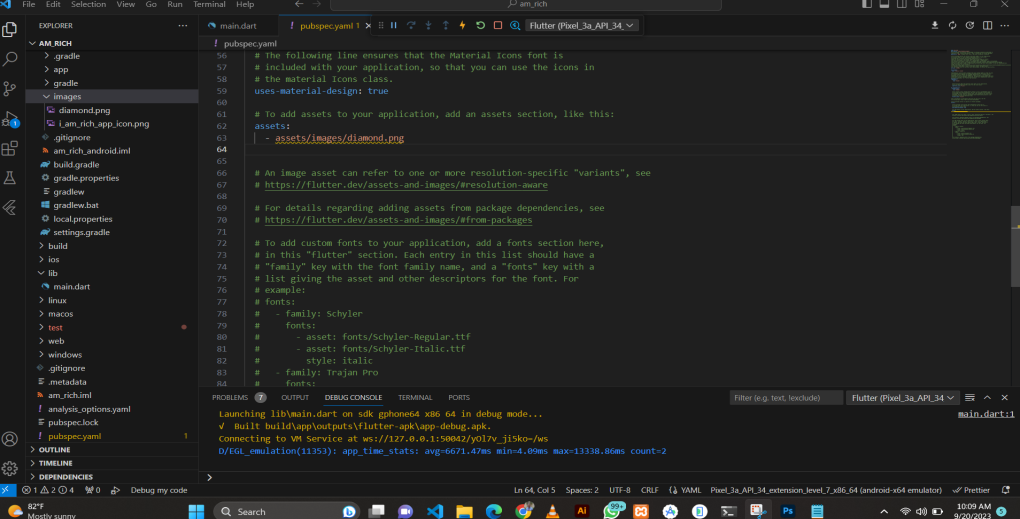 File Edit Selection View Go Run Terminal Help
am_rich
EXPLORER
main.dart
pubspec.yaml 1
Flutter (Pixel_3a_API_34_
AM_RICH
pubspec.yaml
.gradle
app
gradle
images
diamond.png
i_am_rich_app_icon.png
.gitignore
am_rich_android.iml
build.gradle
gradle.properties
gradlew
gradlew.bat
local.properties
settings.gradle
build
ios
lib
main.dart
linux
macos
test
web
windows
.gitignore
.metadata
am_rich.iml
analysis_options.yaml
pubspec.lock
pubspec.yaml 1
OUTLINE
TIMELINE
DEPENDENCIES
56 # The following line ensures that the Material Icons font is
57 # included with your application, so that you can use the icons in
58 # the material Icons class.
59 uses-material-design: true
60
61 # To add assets to your application, add an assets section, like this:
62 assets:
63 - assets/images/diamond.png
64
65
66 # An image asset can refer to one or more resolution-specific "variants", see
67 # https://flutter.dev/assets-and-images/#resolution-aware
68
69 # For details regarding adding assets from package dependencies, see
70 # https://flutter.dev/assets-and-images/#from-packages
71
72 # To add custom fonts to your application, add a fonts section here,
73 # in this "flutter" section. Each entry in this list should have a
74 # "family" key with the font family name, and a "fonts" key with a
75 # list giving the asset and other descriptors for the font. For
76 # example:
77 # fonts:
78 # - family: Schyler
79 # fonts:
80 # - asset: fonts/Schyler-Regular.ttf
81 # - asset: fonts/Schyler-Italic.ttf
82 # style: italic
83 # - family: Trajan Pro
84 # fonts:
PROBLEMS 7 OUTPUT DEBUG CONSOLE TERMINAL PORTS
Filter (e.g. text, !exclude)
Flutter (Pixel_3a_API_34
Launching lib\main.dart on sdk gphone64 x86 64 in debug mode...
main.dart:1
√ Built build\app\outputs\flutter-apk\app-debug.apk.
Connecting to VM Service at ws://127.0.0.1:50042/yOl7v_ji5ko=/ws
D/EGL_emulation(11353): app_time_stats: avg=6671.47ms min=4.09ms max=13338.86ms count=2
1 2 4 0 Debug my code
Ln 64, Col 5 Spaces: 2 UTF-8 CRLF {} YAML Pixel_3a_API_34_extension_level_7_x86_64 (android-x64 emulator) Prettier
82°F
Mostly sunny
Search
99+
Ai
Ps
10:09 AM
9/20/2023
5